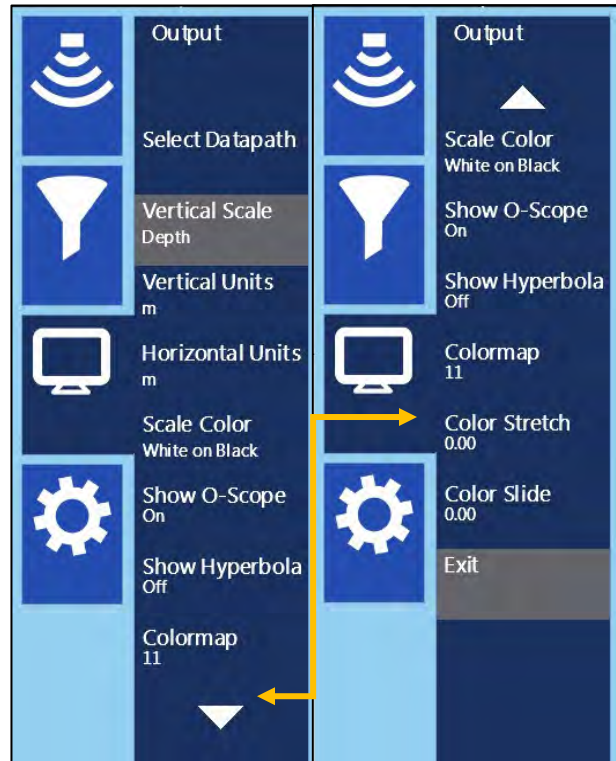 Output
Select Datapath
Vertical Scale
Depth
Vertical Units
m
Horizontal Units
m
Scale Color
White on Black
Show O-Scope
On
Show Hyperbola
Off
Colormap
11
Output
Scale Color
White on Black
Show O-Scope
On
Show Hyperbola
Off
Colormap
11
Color Stretch
0.00
Color Slide
0.00
Exit